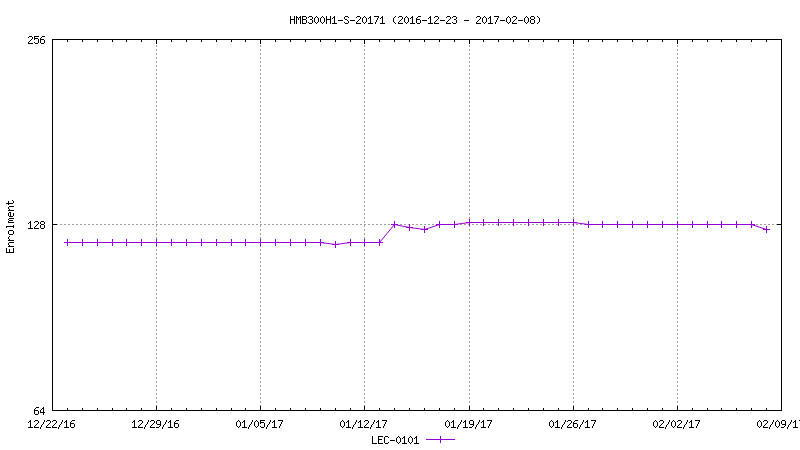 HMB300H1-S-20171 (2016-12-23 - 2017-02-08)
256
128
64
Enrolment
12/22/16 12/29/16 01/05/17 01/12/17 01/19/17 01/26/17 02/02/17 02/09/1
LEC-0101